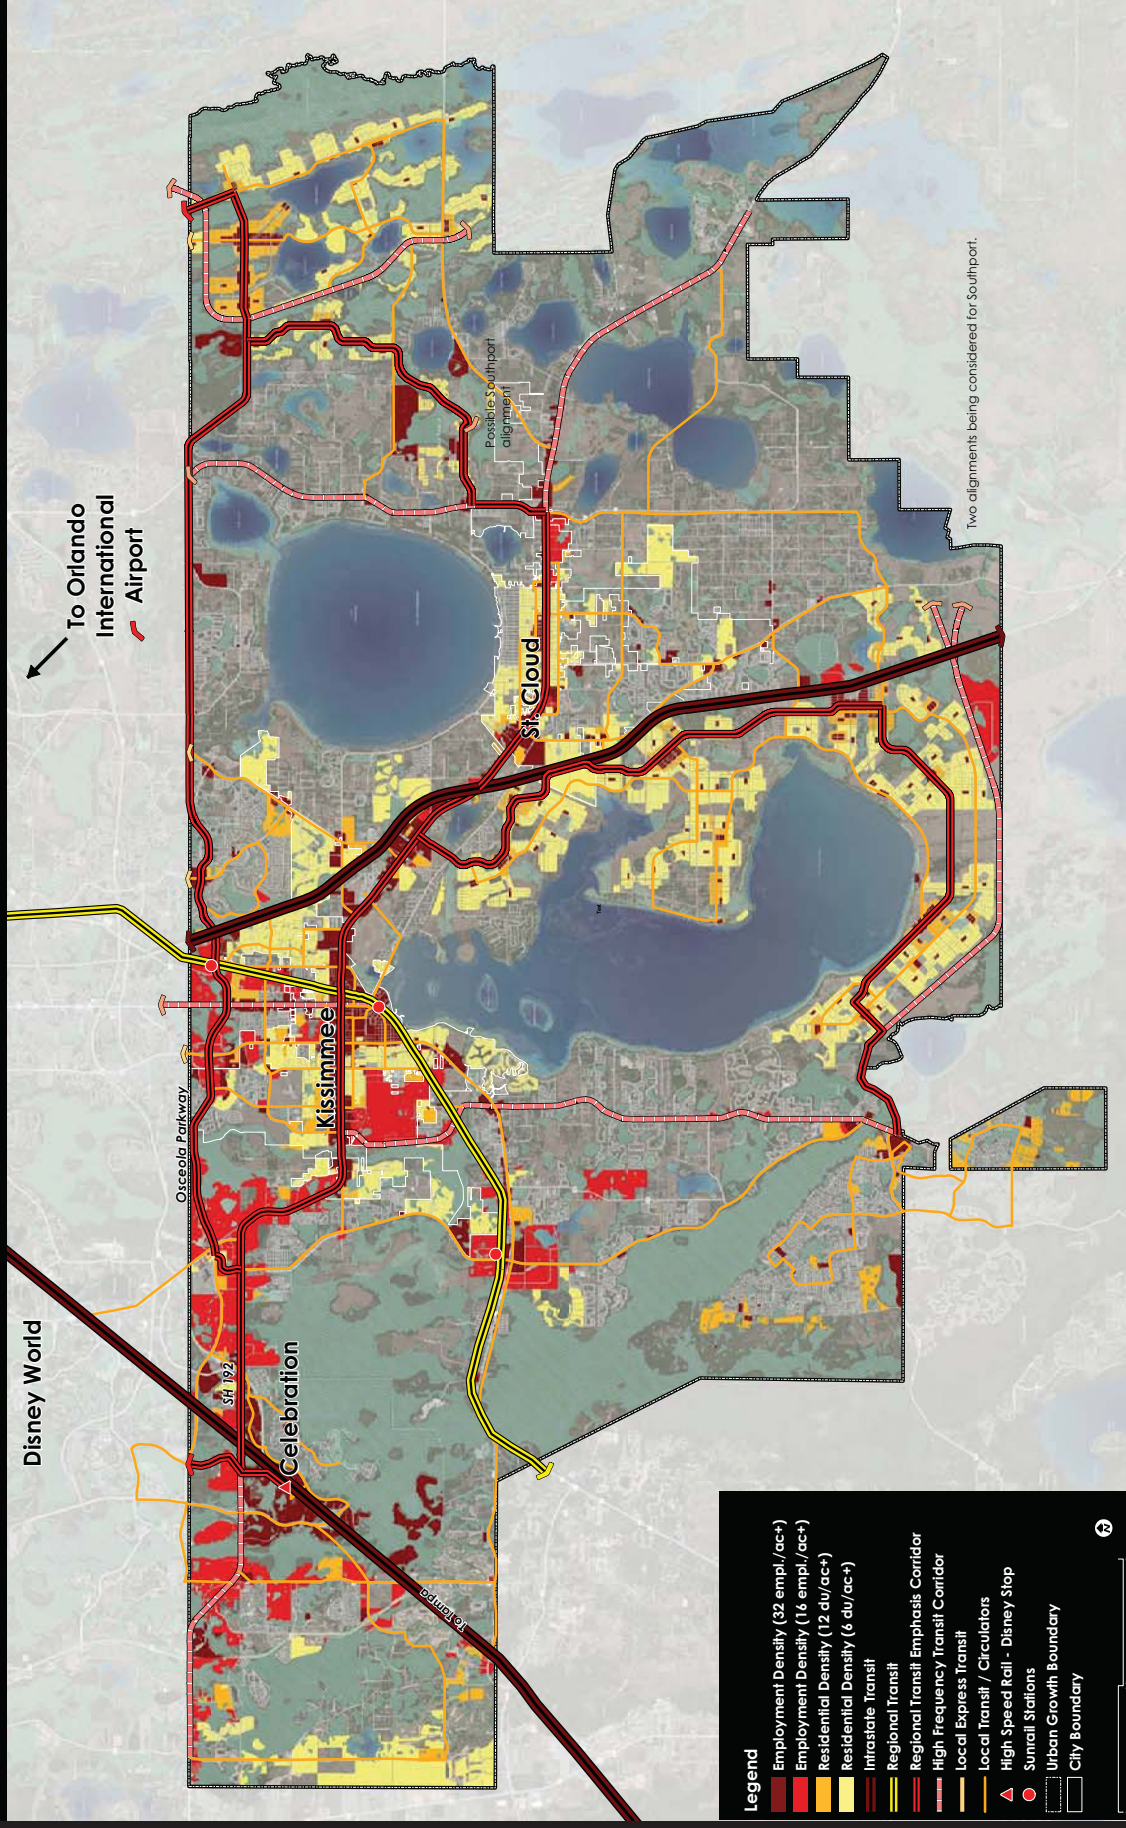 Disney World
To Orlando
International
Airport
Osceola Parkway
SH 192
Celebration
Kissimmee
St. Cloud
To Tampa
Possible Southport
alignment
Two alignments being considered for Southport.
Legend
Employment Density (32 empl./ac+)
Employment Density (16 empl./ac+)
Residential Density (12 du/ac+)
Residential Density (6 du/ac+)
Intrastate Transit
Regional Transit
Regional Transit Emphasis Corridor
High Frequency Transit Corridor
Local Express Transit
Local Transit / Circulators
High Speed Rail - Disney Stop
Sunrail Stations
Urban Growth Boundary
City Boundary
N